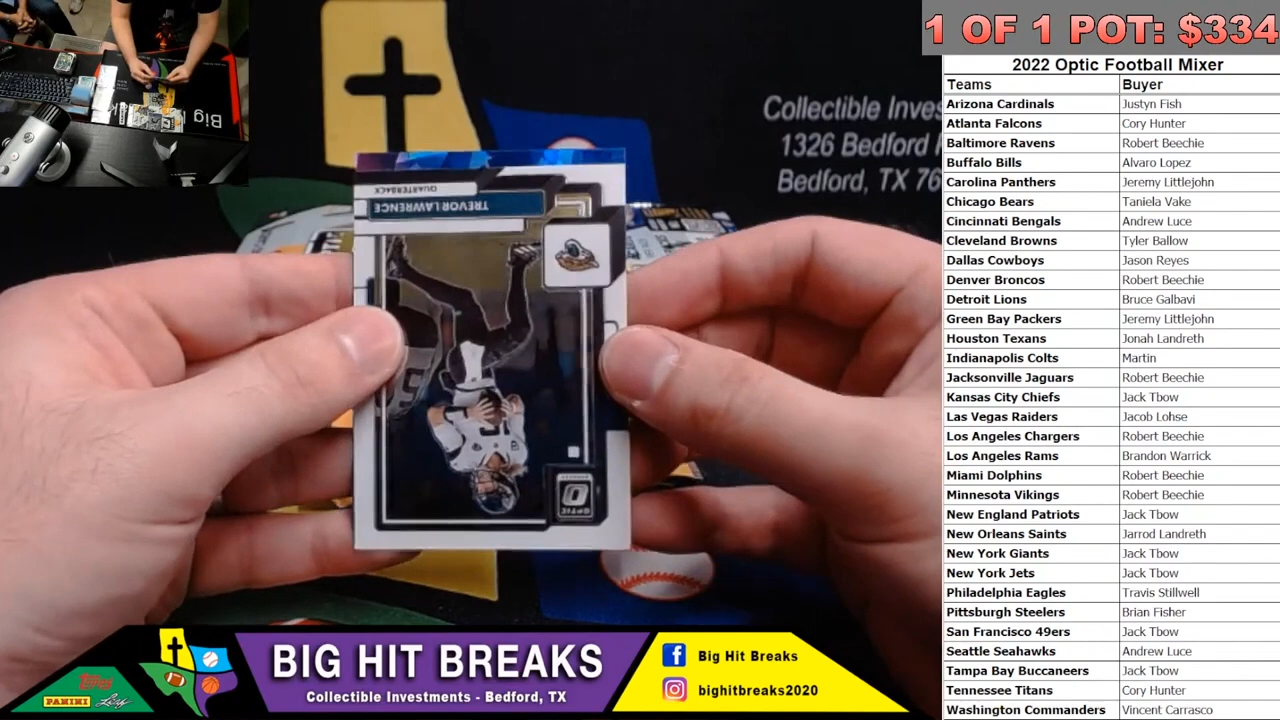 1 OF 1 POT: $334
2022 Optic Football Mixer
Teams Buyer
Arizona Cardinals Justyn Fish
Atlanta Falcons Cory Hunter
Baltimore Ravens Robert Beechie
Buffalo Bills Alvaro Lopez
Carolina Panthers Jeremy Littlejohn
Chicago Bears Taniela Vake
Cincinnati Bengals Andrew Luce
Cleveland Browns Tyler Ballow
Dallas Cowboys Jason Reyes
Denver Broncos Robert Beechie
Detroit Lions Bruce Galbavi
Green Bay Packers Jeremy Littlejohn
Houston Texans Jonah Landreth
Indianapolis Colts Martin
Jacksonville Jaguars Robert Beechie
Kansas City Chiefs Jack Tbow
Las Vegas Raiders Jacob Lohse
Los Angeles Chargers Robert Beechie
Los Angeles Rams Brandon Warrick
Miami Dolphins Robert Beechie
Minnesota Vikings Robert Beechie
New England Patriots Jack Tbow
New Orleans Saints Jarrod Landreth
New York Giants Jack Tbow
New York Jets Jack Tbow
Philadelphia Eagles Travis Stillwell
Pittsburgh Steelers Brian Fisher
San Francisco 49ers Jack Tbow
Seattle Seahawks Andrew Luce
Tampa Bay Buccaneers Jack Tbow
Tennessee Titans Cory Hunter
Washington Commanders Vincent Carrasco
Collectible Inves
1326 Bedford
Bedford, TX 76
QUARTERBACK
TREVOR LAWRENCE
OPTIC
Big
BIG HIT BREAKS
Collectible Investments - Bedford, TX
Big Hit Breaks
bighitbreaks2020
Topps
PANINI
Leaf